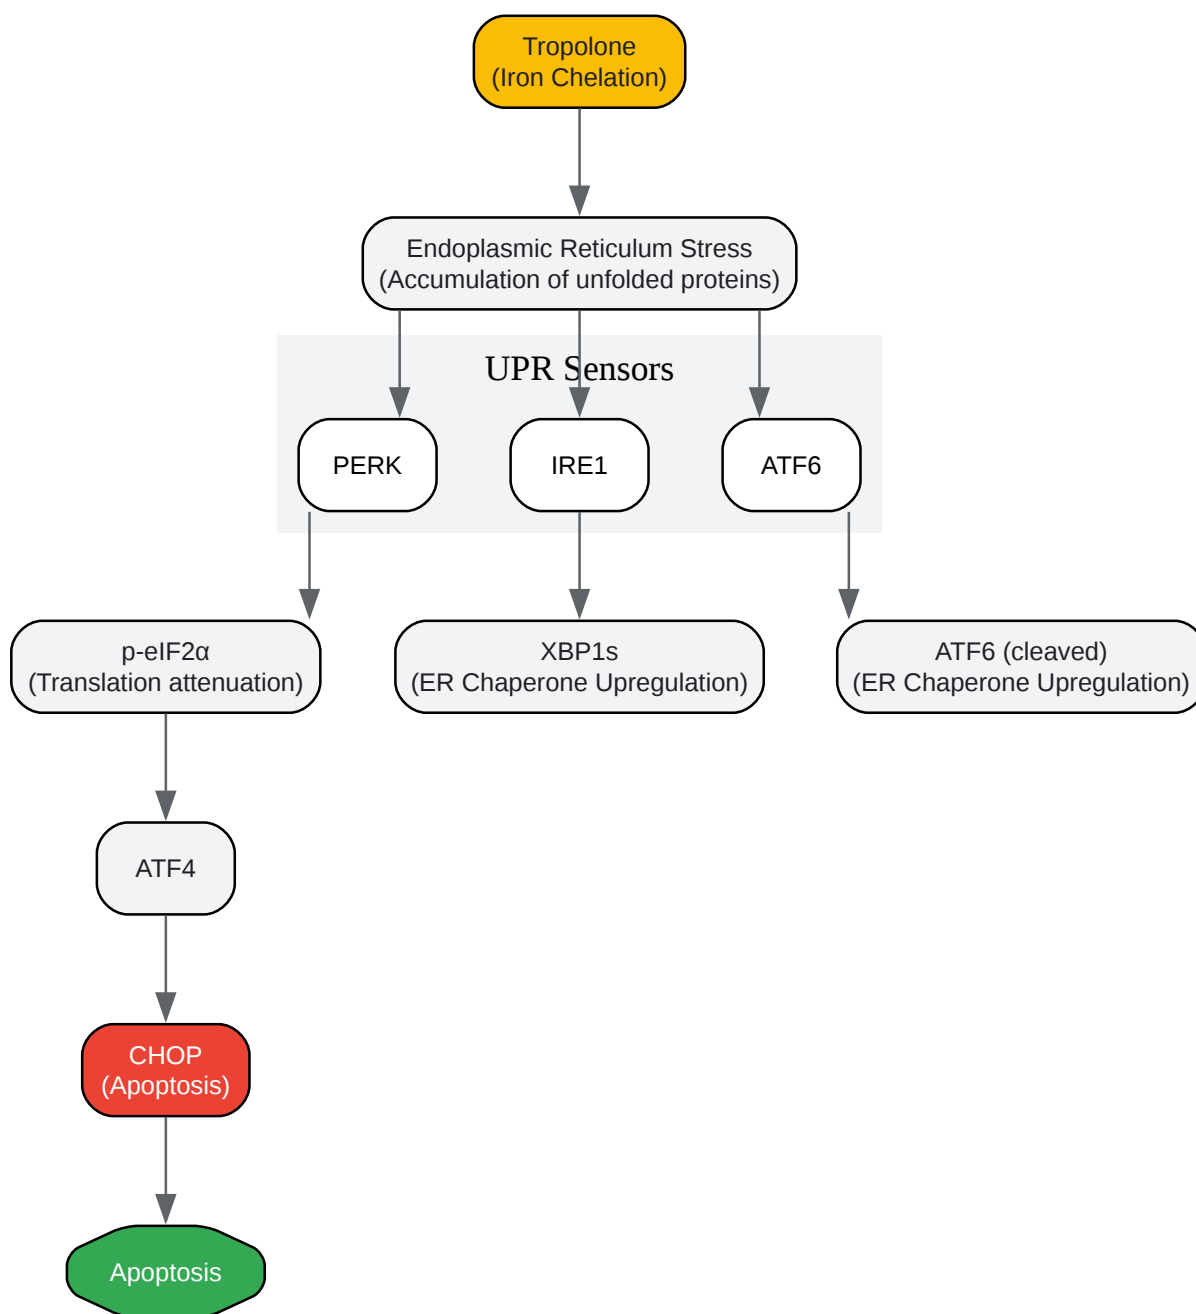 Tropolone
(Iron Chelation)
Endoplasmic Reticulum Stress
(Accumulation of unfolded proteins)
UPR Sensors
PERK
IRE1
ATF6
p-eIF2α
(Translation attenuation)
XBP1s
(ER Chaperone Upregulation)
ATF6 (cleaved)
(ER Chaperone Upregulation)
ATF4
CHOP
(Apoptosis)
Apoptosis